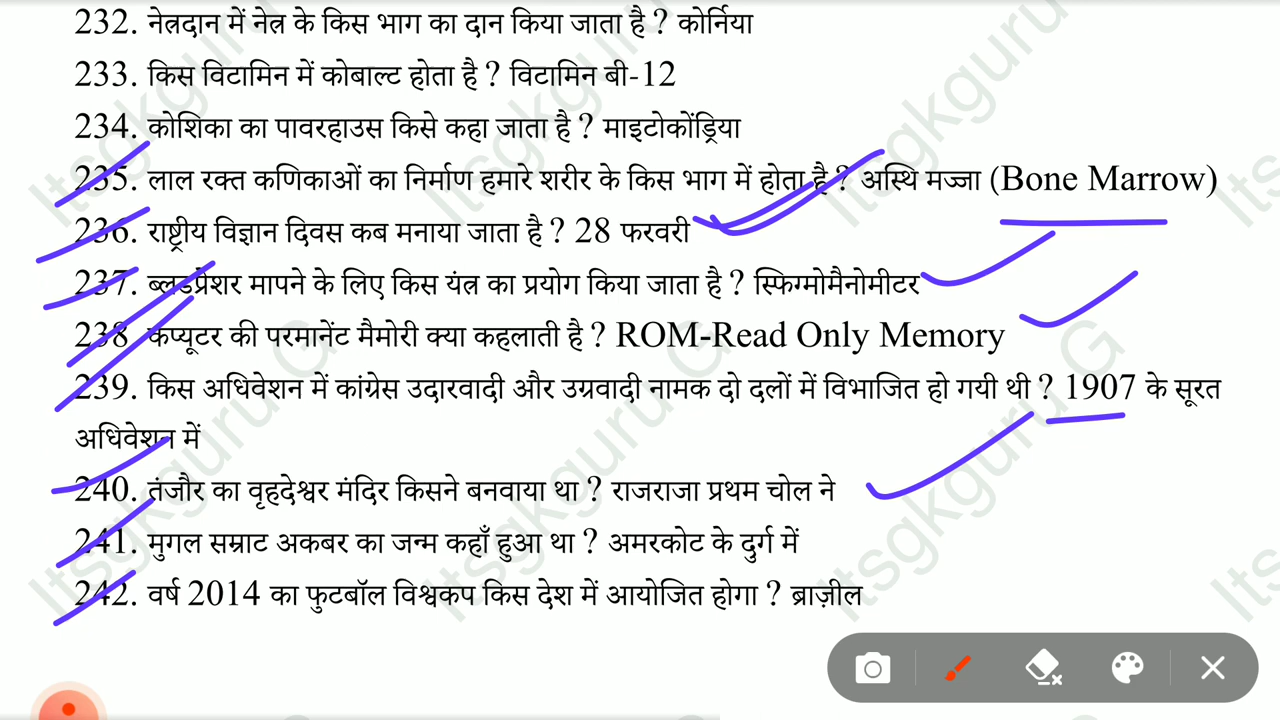 232. नेत्रदान में नेत्र के किस भाग का दान किया जाता है ? कोर्निया
233. किस विटामिन में कोबाल्ट होता है ? विटामिन बी-12
234. कोशिका का पावरहाउस किसे कहा जाता है ? माइटोकोंड्रिया
235. लाल रक्त कणिकाओं का निर्माण हमारे शरीर के किस भाग में होता है ? अस्थि मज्जा (Bone Marrow)
236. राष्ट्रीय विज्ञान दिवस कब मनाया जाता है ? 28 फरवरी
237. ब्लडप्रेशर मापने के लिए किस यंत्र का प्रयोग किया जाता है ? स्फिग्मोमैनोमीटर
238 कंप्यूटर की परमानेंट मैमोरी क्या कहलाती है ? ROM-Read Only Memory
239. किस अधिवेशन में कांग्रेस उदारवादी और उग्रवादी नामक दो दलों में विभाजित हो गयी थी ? 1907 के सूरत
अधिवेशन में
240. तंजौर का वृहदेश्वर मंदिर किसने बनवाया था ? राजराजा प्रथम चोल ने
241. मुगल सम्राट अकबर का जन्म कहाँ हुआ था ? अमरकोट के दुर्ग में
242. वर्ष 2014 का फुटबॉल विश्वकप किस देश में आयोजित होगा ? ब्राज़ील
Itsgkguru G